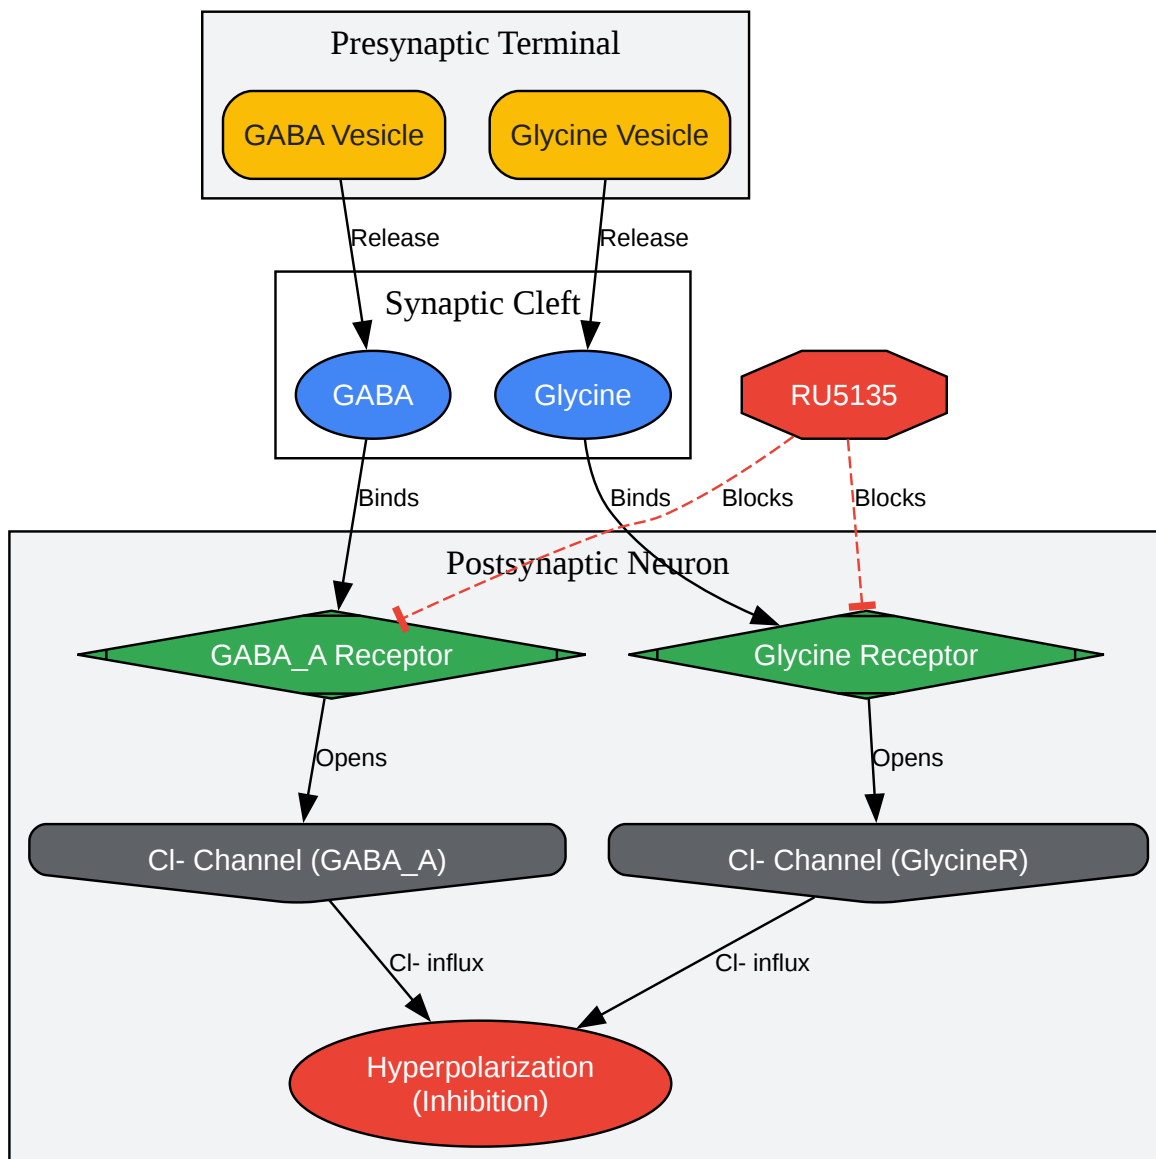 Presynaptic Terminal
GABA Vesicle
Glycine Vesicle
Release
Release
Synaptic Cleft
GABA
Glycine
RU5135
Binds
Binds
Blocks
Blocks
Postsynaptic Neuron
GABA_A Receptor
Glycine Receptor
Opens
Opens
Cl- Channel (GABA_A)
Cl- Channel (GlycineR)
Cl- influx
Cl- influx
Hyperpolarization
(Inhibition)